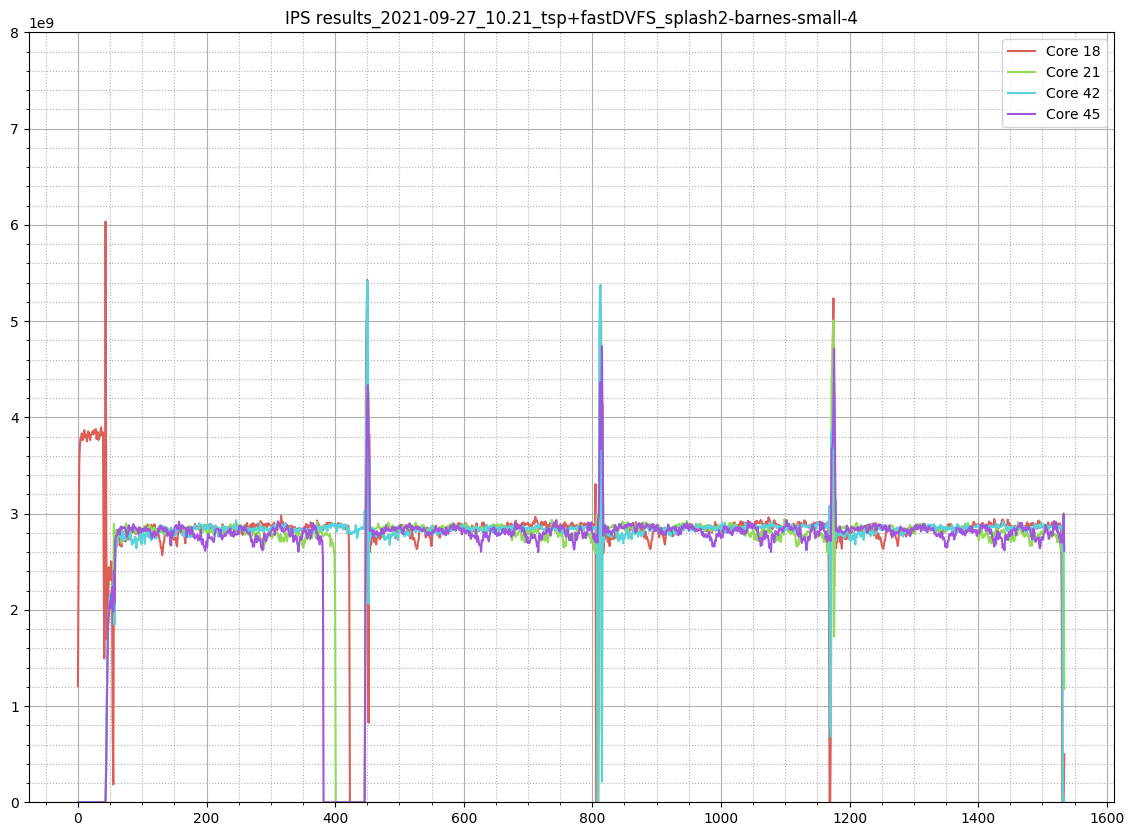 IPS results_2021-09-27_10.21_tsp+fastDVFS_splash2-barnes-small-4
1e9
Core 18
Core 21
Core 42
Core 45
8
7
6
5
4
3
2
1
0
0 200 400 600 800 1000 1200 1400 1600